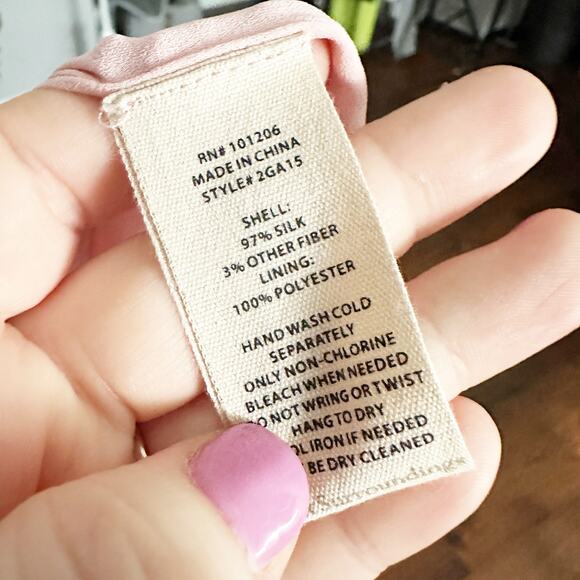 RN# 101206
MADE IN CHINA
STYLE# 2GA15
SHELL:
97% SILK
3% OTHER FIBER
LINING:
100% POLYESTER
HAND WASH COLD
SEPARATELY
ONLY NON-CHLORINE
BLEACH WHEN NEEDED
NOT WRING OR TWIST
HANG TO DRY
IRON IF NEEDED
BE DRY CLEANED